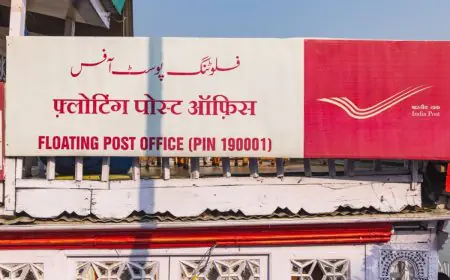 فلوٹنگ پوسٹ آفس
फ़्लोटिंग पोस्ट ऑफ़िस
FLOATING POST OFFICE (PIN 190001)
भारतीय डाक
India Post